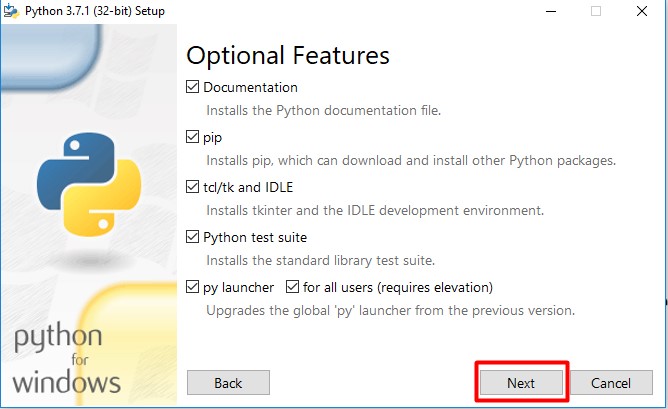 Python 3.7.1 (32-bit) Setup
Optional Features
Documentation
Installs the Python documentation file.
pip
Installs pip, which can download and install other Python packages.
tcl/tk and IDLE
Installs tkinter and the IDLE development environment.
Python test suite
Installs the standard library test suite.
py launcher for all users (requires elevation)
Upgrades the global 'py' launcher from the previous version.
python
for
windows
Back Next Cancel